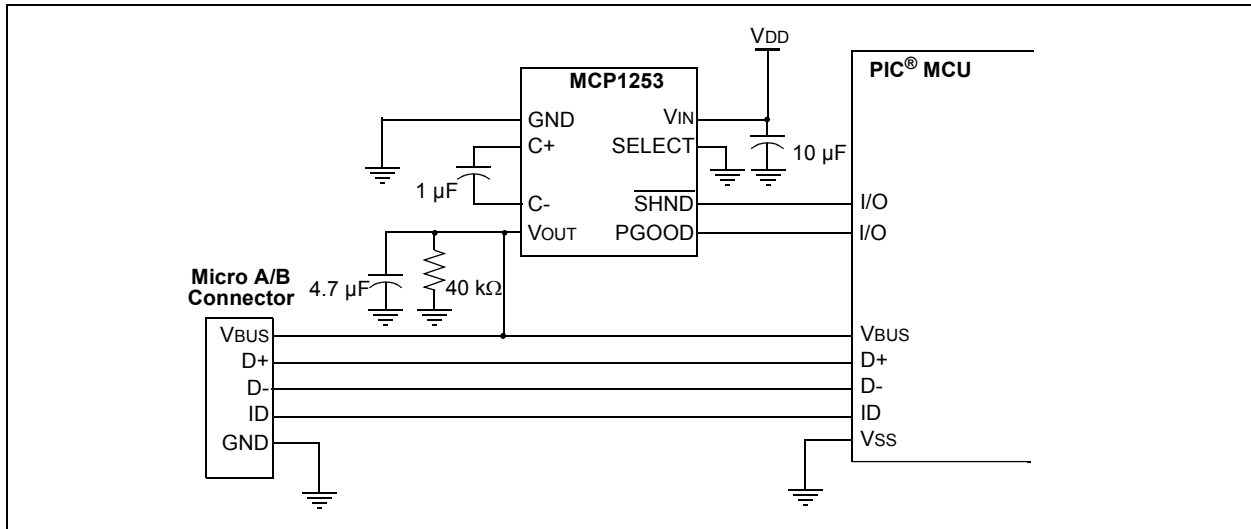 VDD
PIC® MCU
MCP1253
GND
VIN
C+
SELECT
10 µF
1 µF
C-
SHND
I/O
VOUT
PGOOD
I/O
Micro A/B
Connector
4.7 µF
40 kΩ
VBUS
VBUS
D+
D+
D-
D-
ID
ID
GND
VSS